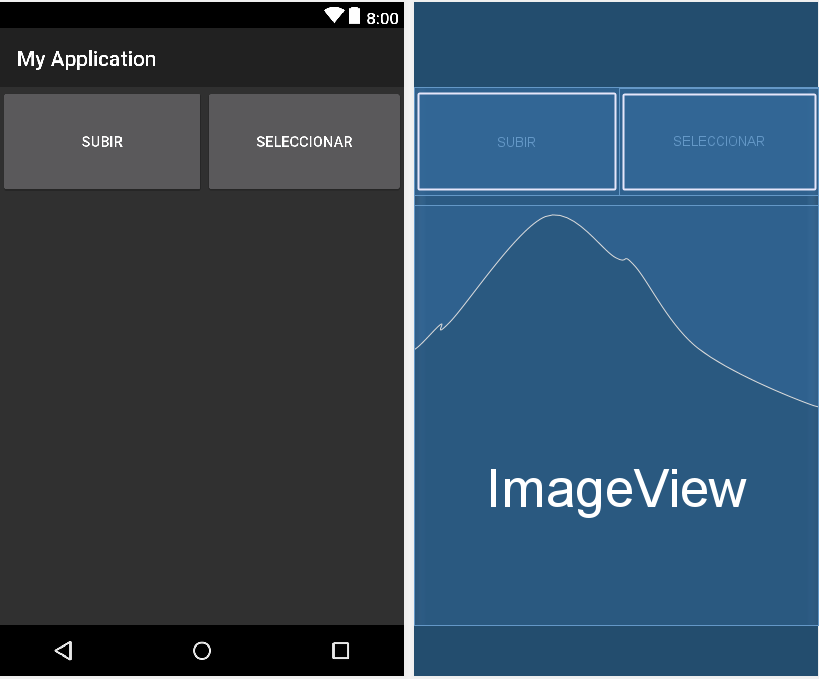 8:00
My Application
SUBIR SELECCIONAR
SUBIR SELECCIONAR
ImageView